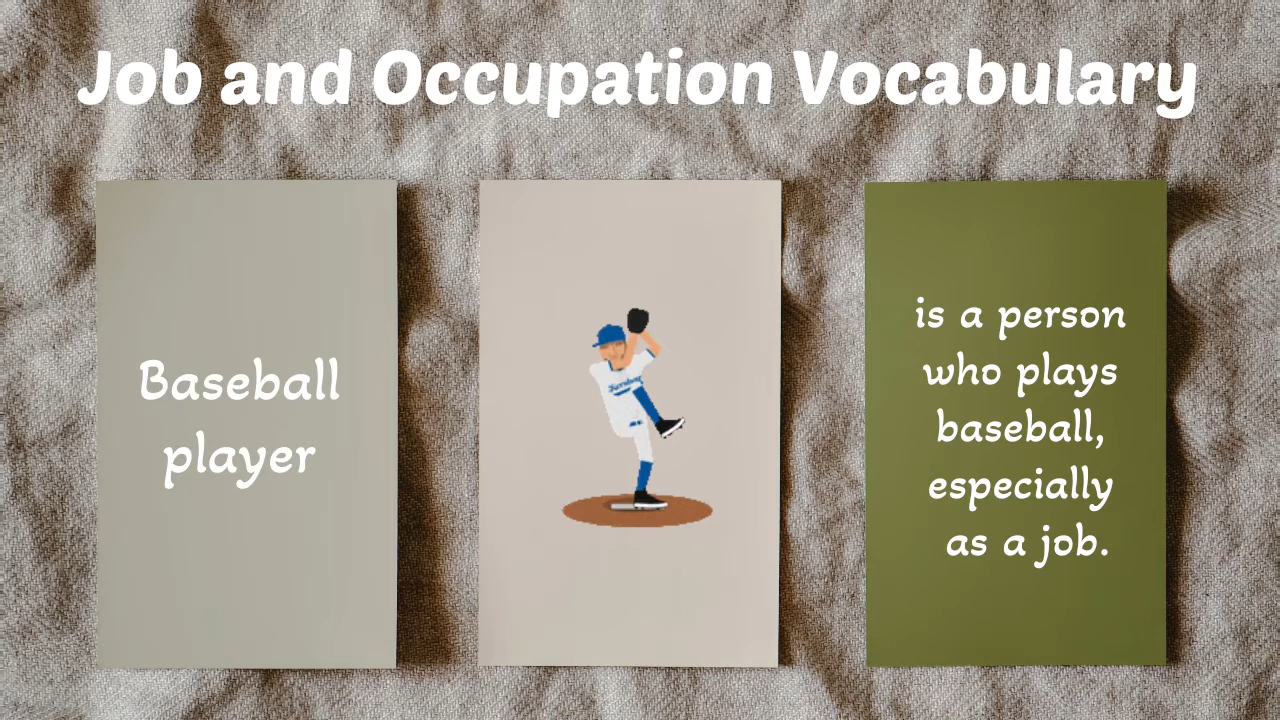 Job and Occupation Vocabulary
Baseball
player
is a person
who plays
baseball,
especially
as a job.